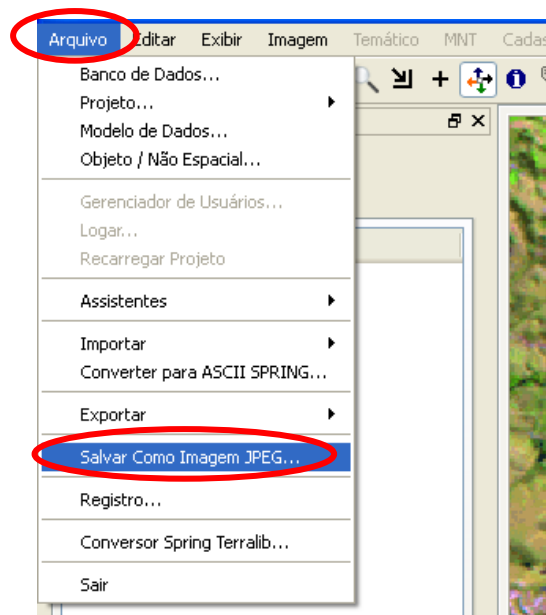 Arquivo Editar Exibir Imagem Temático MNT
Banco de Dados...
Projeto...
Modelo de Dados...
Objeto / Não Espacial...
Gerenciador de Usuários...
Logar...
Recarregar Projeto
Assistentes
Importar
Converter para ASCII SPRING...
Exportar
Salvar Como Imagem JPEG...
Registro...
Conversor Spring Terralib...
Sair